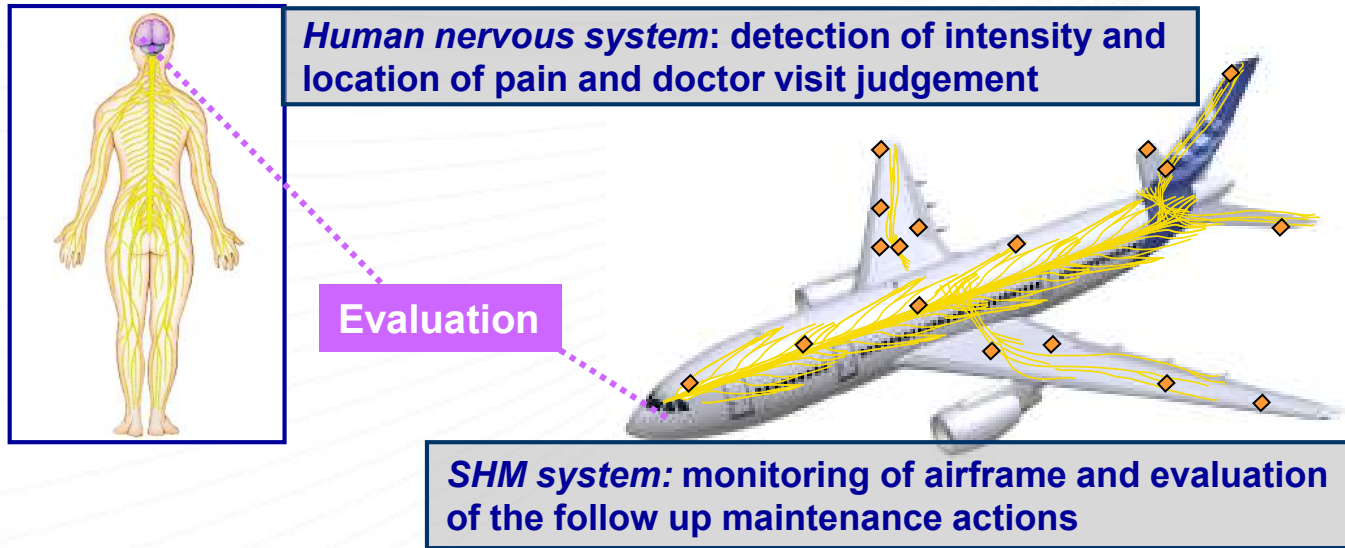 Human nervous system: detection of intensity and
location of pain and doctor visit judgement
Evaluation
SHM system: monitoring of airframe and evaluation
of the follow up maintenance actions